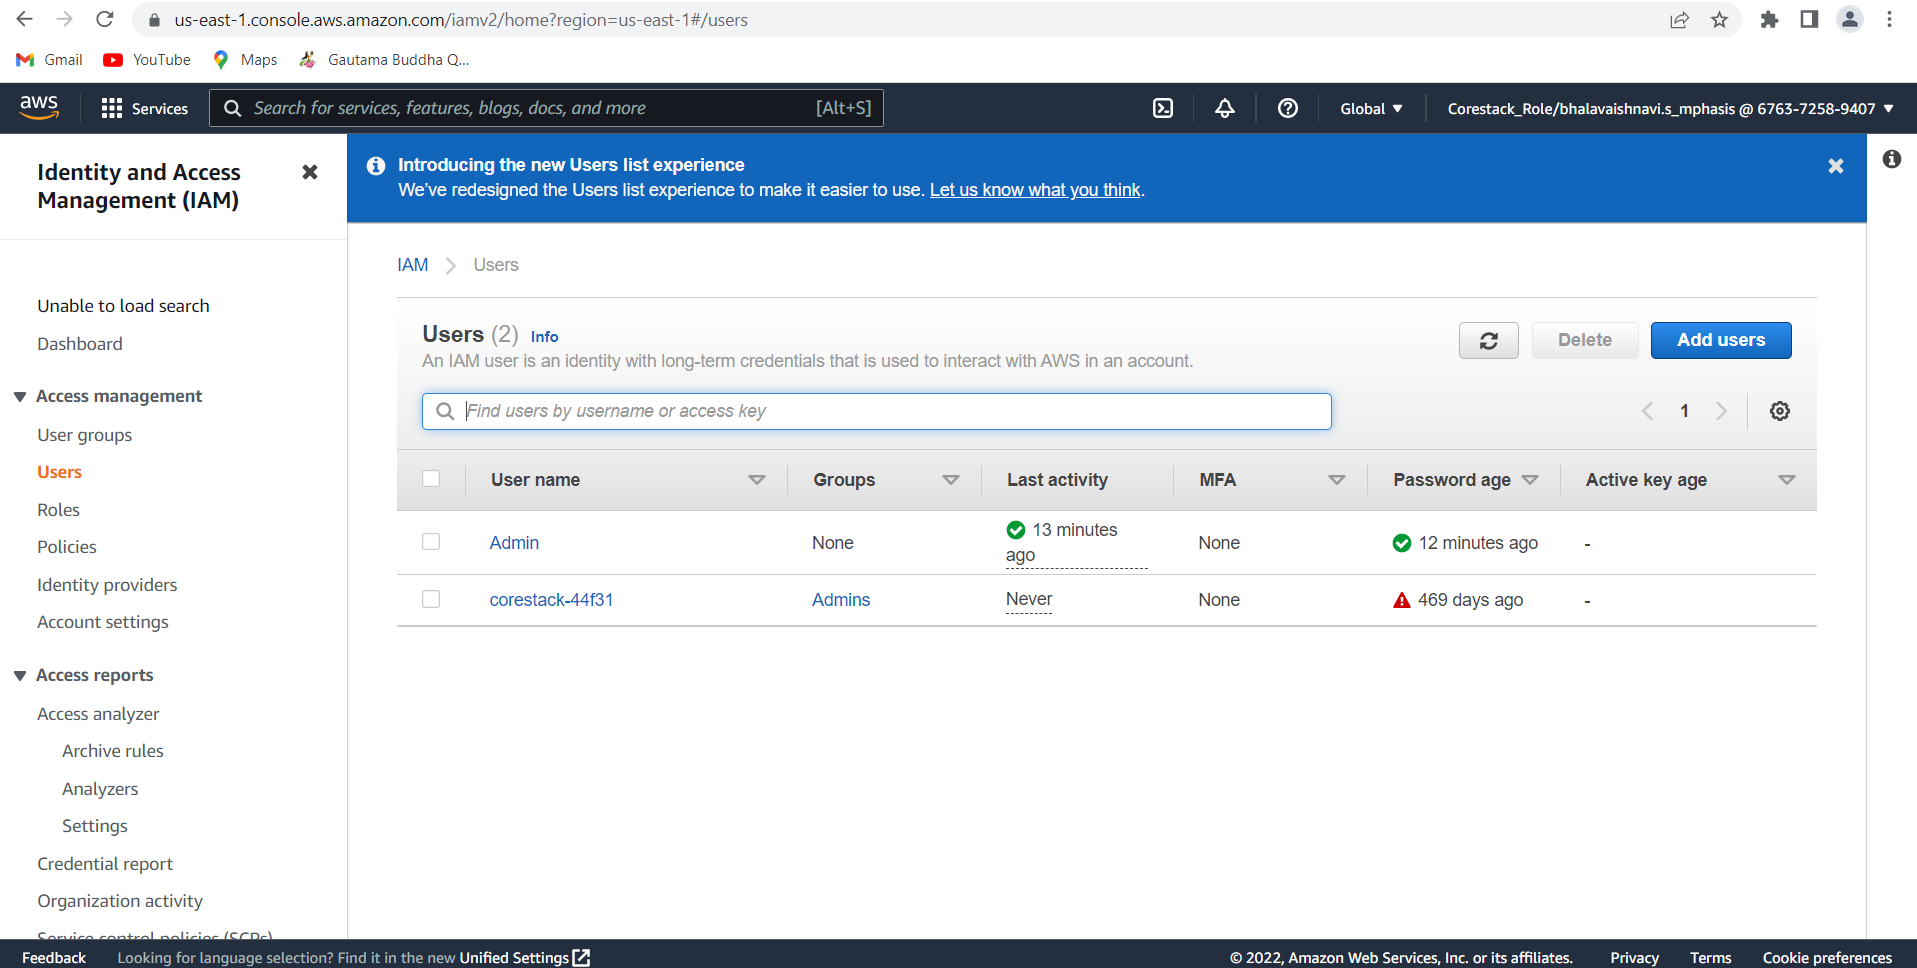 us-east-1.console.aws.amazon.com/iamv2/home?region=us-east-1#/users
Gmail YouTube Maps Gautama Buddha Q...
aws Services Search for services, features, blogs, docs, and more [Alt+S] Global Corestack_Role/bhalavaishnavi.s_mphasis @ 6763-7258-9407
Identity and Access
Management (IAM)
Unable to load search
Dashboard
Access management
User groups
Users
Roles
Policies
Identity providers
Account settings
Access reports
Access analyzer
Archive rules
Analyzers
Settings
Credential report
Organization activity
Service control policies (SCPs)
Introducing the new Users list experience
We've redesigned the Users list experience to make it easier to use. Let us know what you think.
IAM Users
Users (2) Info
An IAM user is an identity with long-term credentials that is used to interact with AWS in an account.
Delete Add users
Find users by username or access key
1
User name Groups Last activity MFA Password age Active key age
Admin None 13 minutes ago None 12 minutes ago -
corestack-44f31 Admins Never None 469 days ago -
Feedback Looking for language selection? Find it in the new Unified Settings © 2022, Amazon Web Services, Inc. or its affiliates. Privacy Terms Cookie preferences